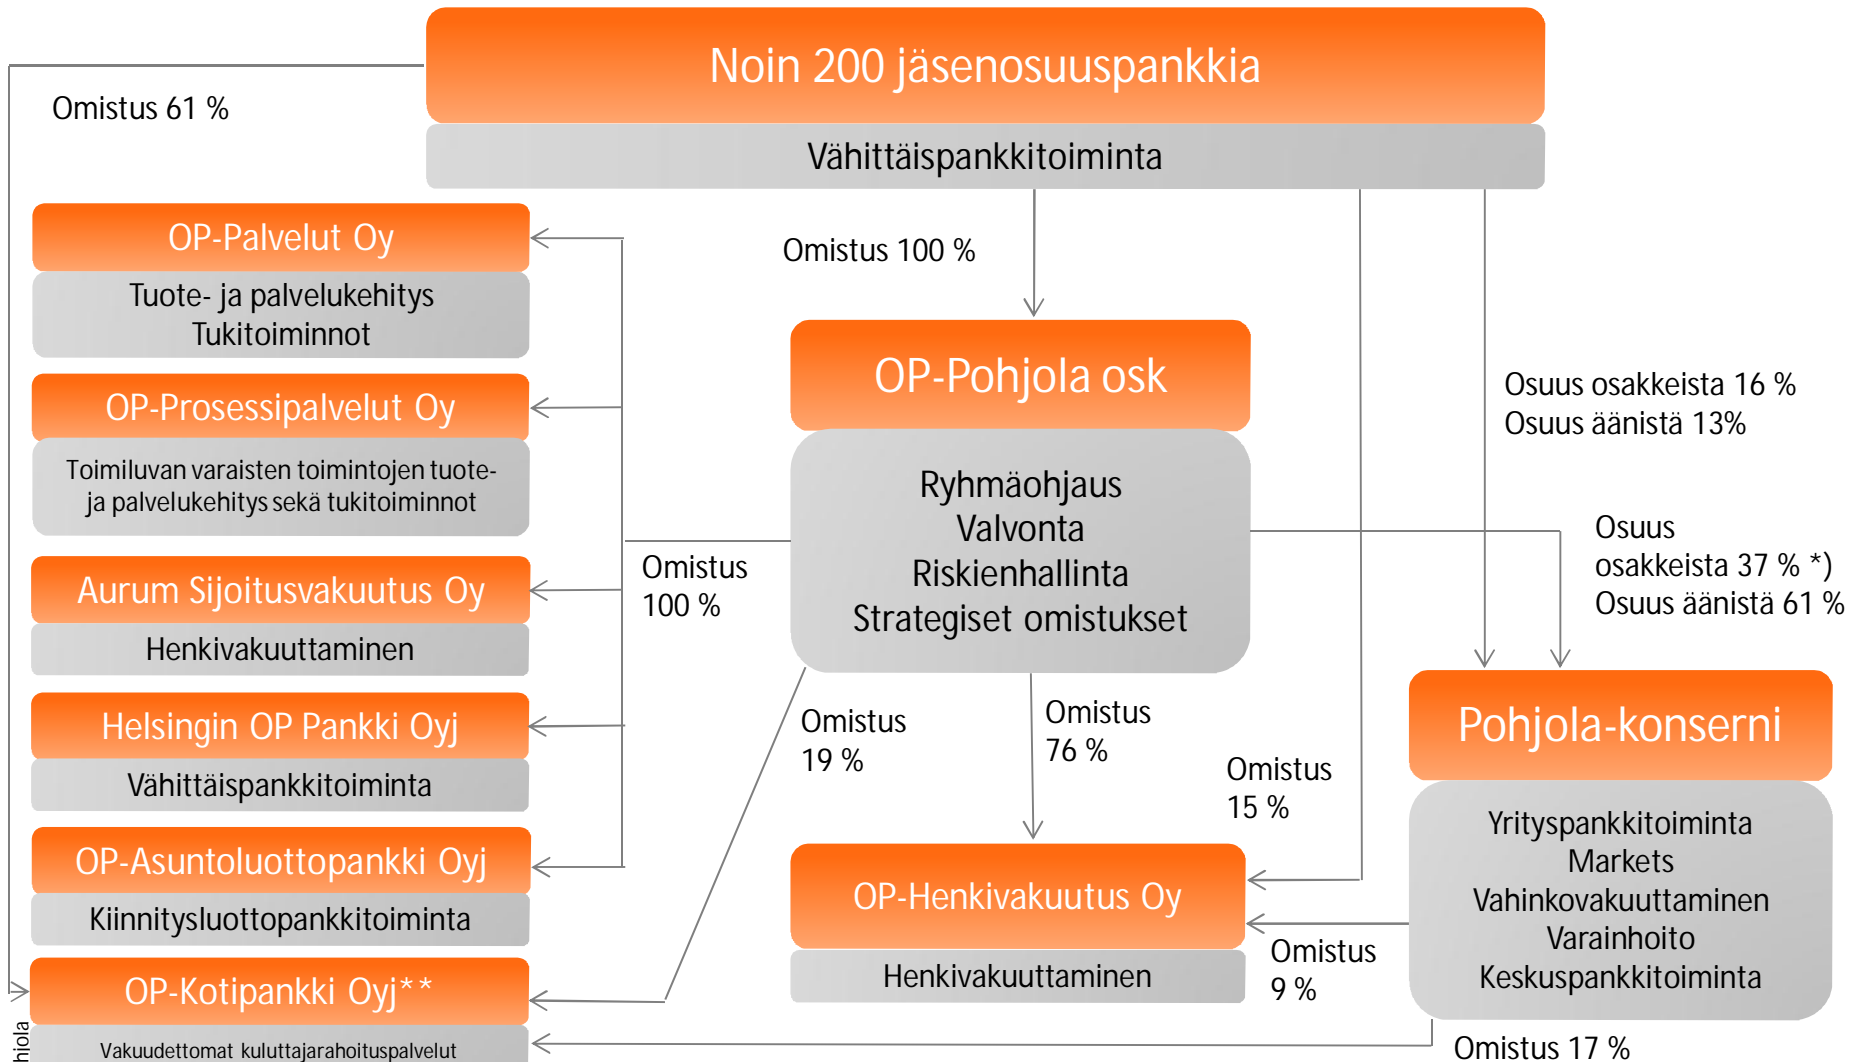 Noin 200 jäsenosuuspankkia
Vähittäispankkitoiminta
Omistus 61 %
OP-Palvelut Oy
Tuote- ja palvelukehitys
Tukitoiminnot
OP-Prosessipalvelut Oy
Toimiluvan varaisten toimintojen tuote-
ja palvelukehitys sekä tukitoiminnot
Aurum Sijoitusvakuutus Oy
Henkivakuuttaminen
Helsingin OP Pankki Oyj
Vähittäispankkitoiminta
OP-Asuntoluottopankki Oyj
Kiinnitysluottopankkitoiminta
OP-Kotipankki Oyj**
Vakuudettomat kuluttajarahoituspalvelut
Omistus
100 %
Omistus 100 %
OP-Pohjola osk
Ryhmäohjaus
Valvonta
Riskienhallinta
Strategiset omistukset
Omistus
19 %
Omistus
76 %
Omistus
15 %
OP-Henkivakuutus Oy
Henkivakuuttaminen
Omistus
9 %
Osuus osakkeista 16 %
Osuus äänistä 13%
Osuus
osakkeista 37 % *)
Osuus äänistä 61 %
Pohjola-konserni
Yrityspankkitoiminta
Markets
Vahinkovakuuttaminen
Varainhoito
Keskuspankkitoiminta
Omistus 17 %